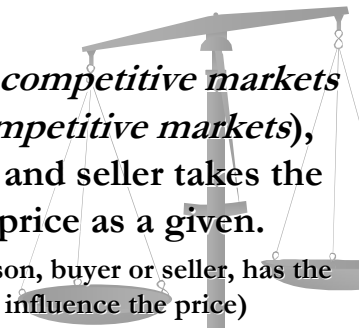 competitive markets
mpetitive markets),
and seller takes the
price as a given.
son, buyer or seller, has the
influence the price)